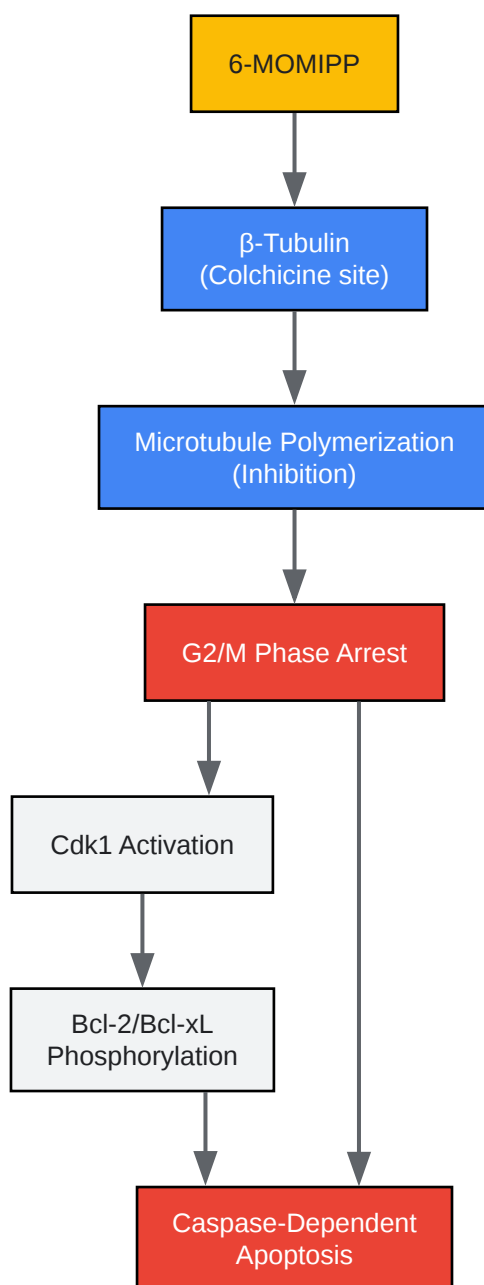 6-MOMIPP
β-Tubulin
(Colchicine site)
Microtubule Polymerization
(Inhibition)
G2/M Phase Arrest
Cdk1 Activation
Bcl-2/Bcl-xL
Phosphorylation
Caspase-Dependent
Apoptosis